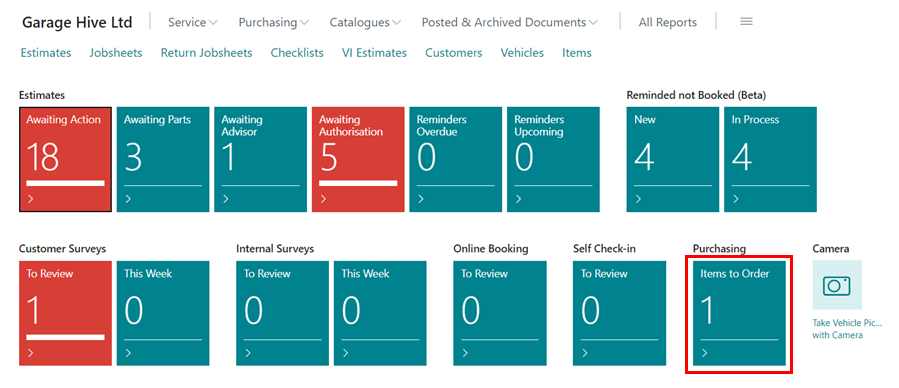 Garage Hive Ltd Service Purchasing Catalogues Posted & Archived Documents All Reports
Estimates Jobsheets Return Jobsheets Checklists VI Estimates Customers Vehicles Items
Estimates
Awaiting Action
18
Awaiting Parts
3
Awaiting
Advisor
1
Awaiting
Authorisation
5
Reminders
Overdue
0
Reminders
Upcoming
0
Reminded not Booked (Beta)
New
4
In Process
4
Customer Surveys
To Review
1
This Week
0
Internal Surveys
To Review
0
This Week
0
Online Booking
To Review
0
Self Check-in
To Review
0
Purchasing
Items to Order
1
Camera
Take Vehicle Pic...
with Camera